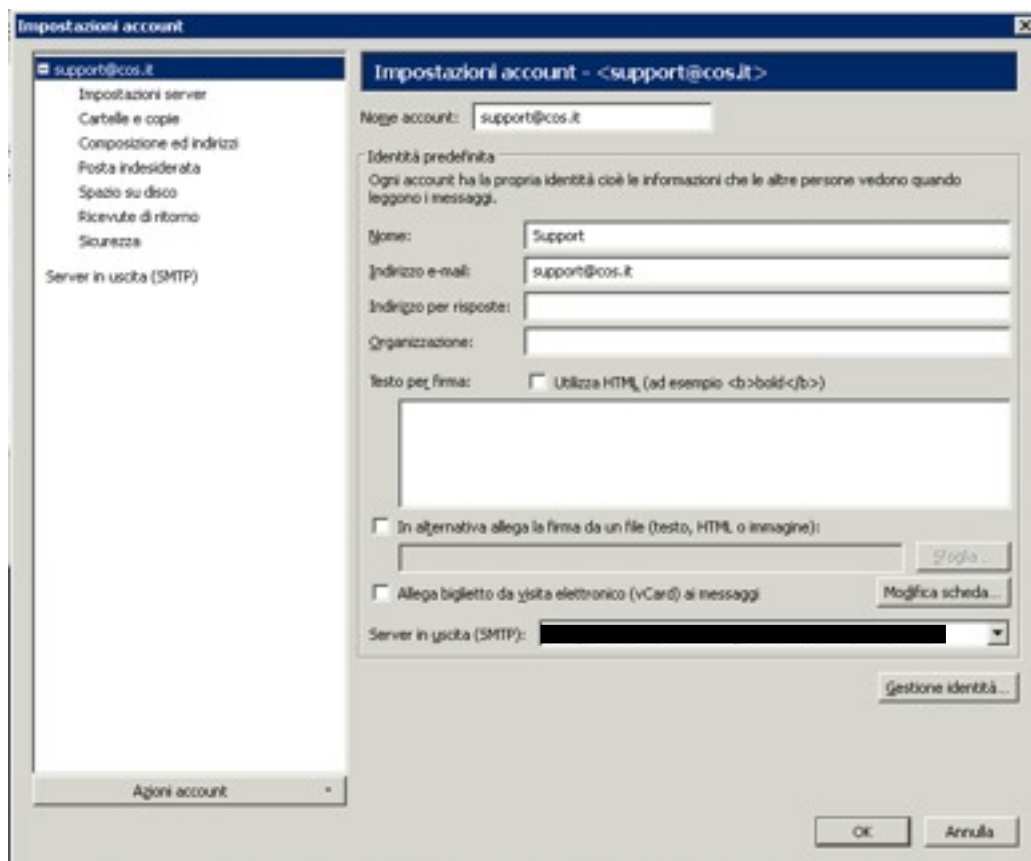 Impostazioni account
support@cos.it
Impostazioni server
Cartelle e copie
Composizione ed indirizzi
Posta indesiderata
Spazio su disco
Ricevute di ritorno
Sicurezza
Server in uscita (SMTP)
Azioni account
Impostazioni account - <support@cos.it>
Nome account: support@cos.it
Identità predefinita
Ogni account ha la propria identità cioè le informazioni che le altre persone vedono quando
leggono i messaggi.
Nome: Support
Indirizzo e-mail: support@cos.it
Indirizzo per risposte:
Organizzazione:
Testo per firma: Utilizza HTML (ad esempio <b>bold</b>)
In alternativa allega la firma da un file (testo, HTML o immagine):
Sfoglia...
Allega biglietto da visita elettronico (vCard) ai messaggi Modifica scheda...
Server in uscita (SMTP):
Gestione identità...
OK Annulla